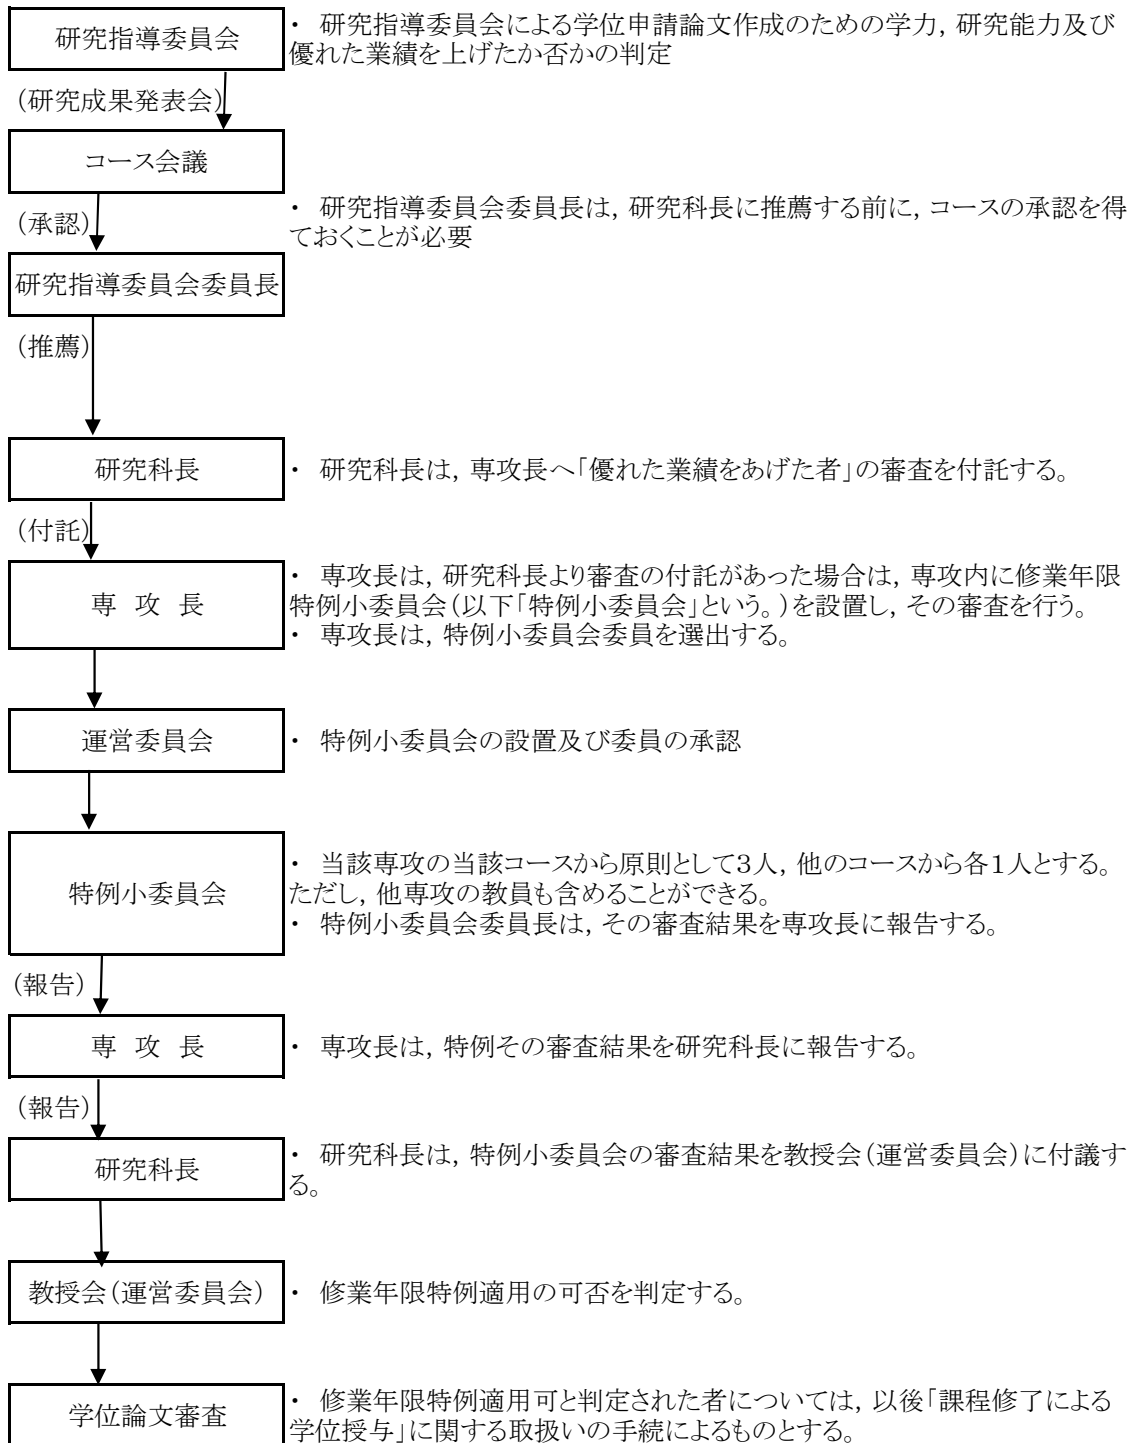 研究指導委員会
・ 研究指導委員会による学位申請論文作成のための学力，研究能力及び
優れた業績を上げたか否かの判定
（研究成果発表会）
コース会議
（承認）
・ 研究指導委員会委員長は，研究科長に推薦する前に，コースの承認を得
ておくことが必要
研究指導委員会委員長
（推薦）
研究科長
・ 研究科長は，専攻長へ「優れた業績をあげた者」の審査を付託する。
（付託）
専 攻 長
・ 専攻長は，研究科長より審査の付託があった場合は，専攻内に修業年限
特例小委員会（以下「特例小委員会」という。）を設置し，その審査を行う。
・ 専攻長は，特例小委員会委員を選出する。
運営委員会
・ 特例小委員会の設置及び委員の承認
特例小委員会
・ 当該専攻の当該コースから原則として３人，他のコースから各１人とする。
ただし，他専攻の教員も含めることができる。
・ 特例小委員会委員長は，その審査結果を専攻長に報告する。
（報告）
専 攻 長
・ 専攻長は，特例その審査結果を研究科長に報告する。
（報告）
研究科長
・ 研究科長は，特例小委員会の審査結果を教授会（運営委員会）に付議す
る。
教授会（運営委員会）
・ 修業年限特例適用の可否を判定する。
学位論文審査
・ 修業年限特例適用可と判定された者については，以後「課程修了による
学位授与」に関する取扱いの手続によるものとする。